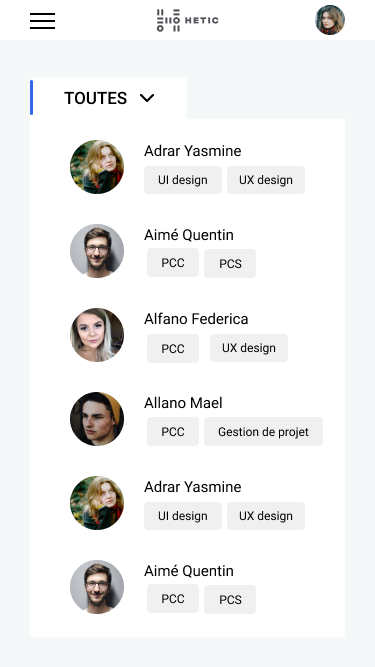 HETIC
TOUTES
Adrar Yasmine
UI design UX design
Aimé Quentin
PCC PCS
Alfano Federica
PCC UX design
Allano Mael
PCC Gestion de projet
Adrar Yasmine
UI design UX design
Aimé Quentin
PCC PCS